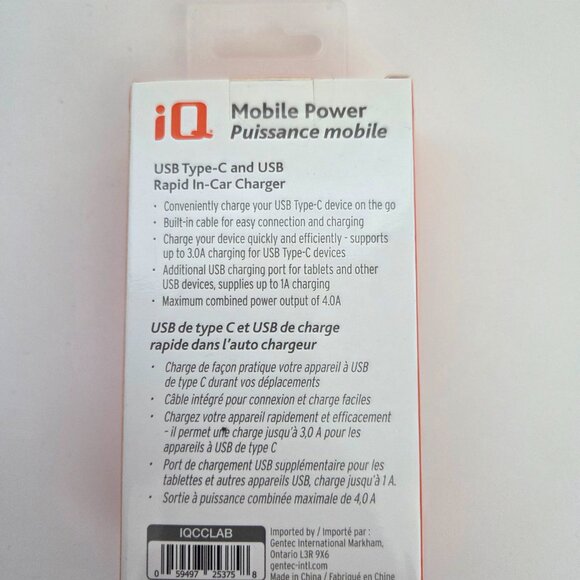 iQ
Mobile Power
Puissance mobile
USB Type-C and USB
Rapid In-Car Charger
• Conveniently charge your USB Type-C device on the go
• Built-in cable for easy connection and charging
• Charge your device quickly and efficiently - supports
up to 3.0A charging for USB Type-C devices
• Additional USB charging port for tablets and other
USB devices, supplies up to 1A charging
• Maximum combined power output of 4.0A
USB de type C et USB de charge
rapide dans l'auto chargeur
• Charge de façon pratique votre appareil à USB
de type C durant vos déplacements
• Câble intégré pour connexion et charge faciles
• Chargez votre appareil rapidement et efficacement
- il permet une charge jusqu'à 3,0 A pour les
appareils à USB de type C
• Port de chargement USB supplémentaire pour les
tablettes et autres appareils USB, charge jusqu'à 1 A.
• Sortie à puissance combinée maximale de 4,0 A
IQCCLAB
0 59497 25375 8
Imported by / Importé par :
Gentec International Markham,
Ontario L3R 9X6
gentec-intl.com
Made in China / Fabriqué en Chine